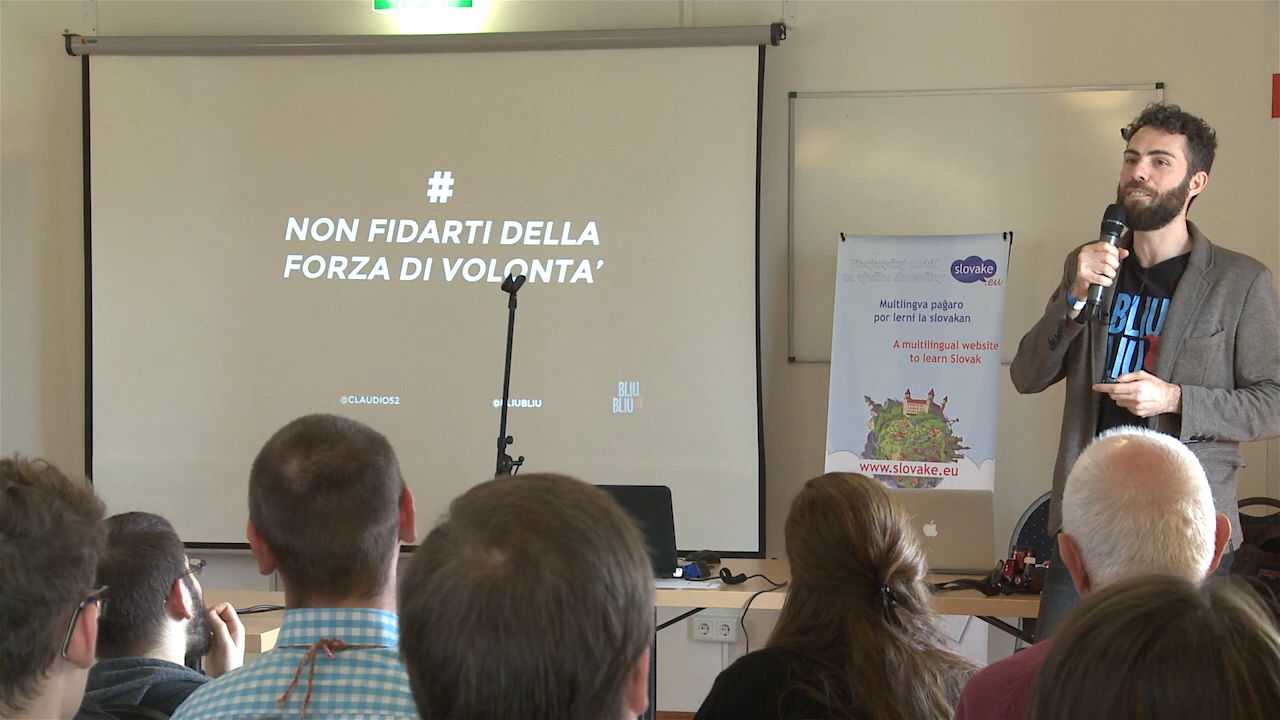 #
NON FIDARTI DELLA
FORZA DI VOLONTA’
@CLAUDIO52
@BLIUBLIU
BLIU
BLIU
slovake
.eu
Multlingva paĝaro
por lerni la slovakan
A multilingual website
to learn Slovak
www.slovake.eu
BLIU